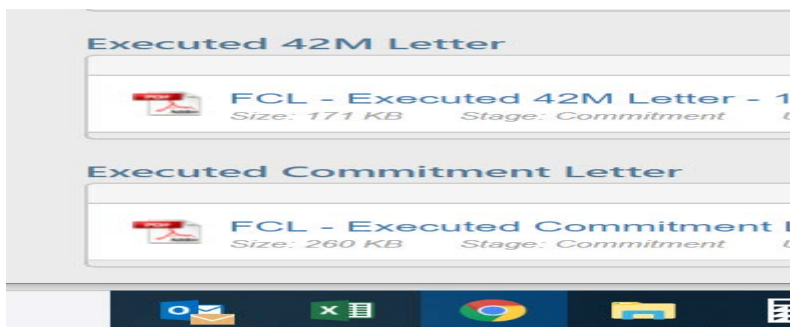 Executed 42M Letter
FCL - Executed 42M Letter - 1
Size: 171 KB Stage: Commitment
Executed Commitment Letter
FCL - Executed Commitment
Size: 260 KB Stage: Commitment